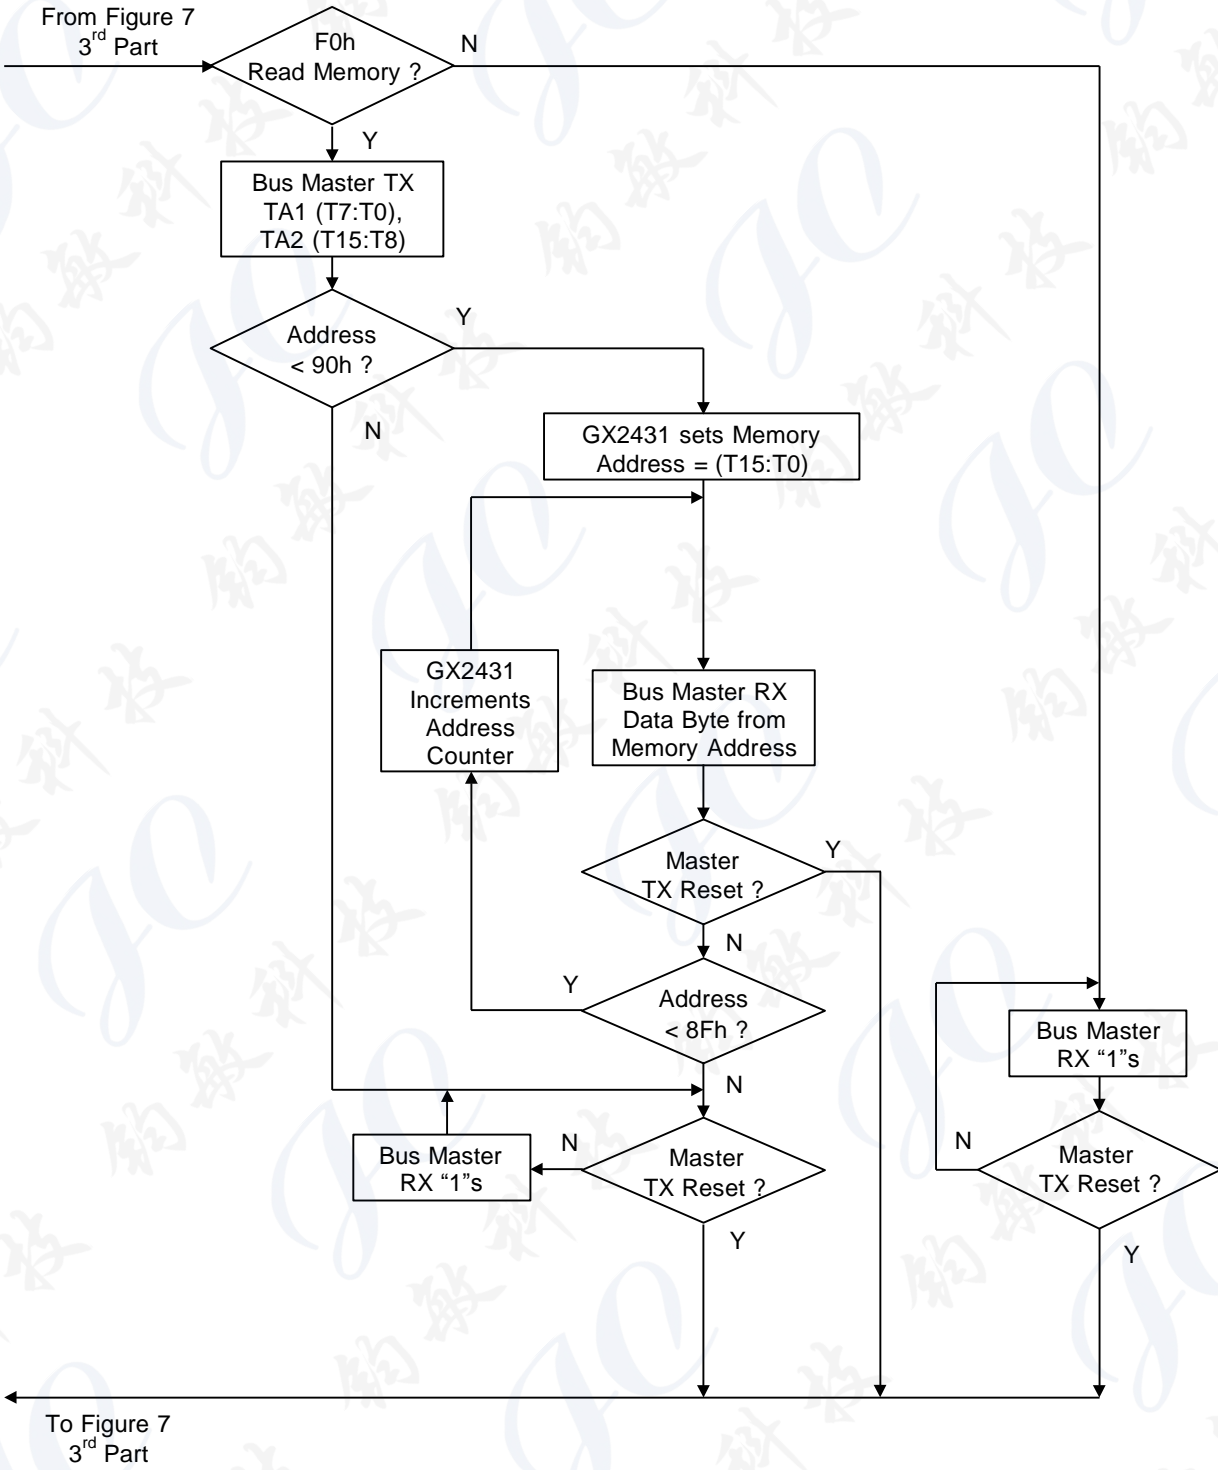 From Figure 7
3rd Part
F0h
Read Memory ?
N
Y
Bus Master TX
TA1 (T7:T0),
TA2 (T15:T8)
Address
< 90h ?
Y
N
GX2431 sets Memory
Address = (T15:T0)
GX2431
Increments
Address
Counter
Bus Master RX
Data Byte from
Memory Address
Master
TX Reset ?
Y
N
Address
< 8Fh ?
Y
N
Bus Master
RX “1”s
N
Master
TX Reset ?
Y
Bus Master
RX “1”s
N
Master
TX Reset ?
Y
To Figure 7
3rd Part